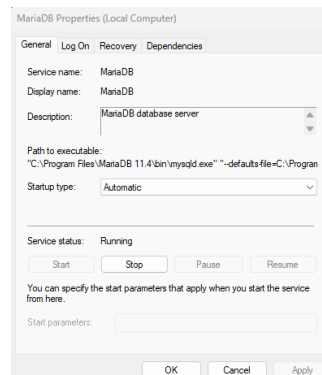 MariaDB Properties (Local Computer)
General Log On Recovery Dependencies
Service name: MariaDB
Display name: MariaDB
Description: MariaDB database server
Path to executable:
"C:\Program Files\MariaDB 11.4\bin\mysqld.exe" "--defaults-file=C:\Program
Startup type: Automatic
Service status: Running
Start Stop Pause Resume
You can specify the start parameters that apply when you start the service
from here.
Start parameters:
OK Cancel Apply